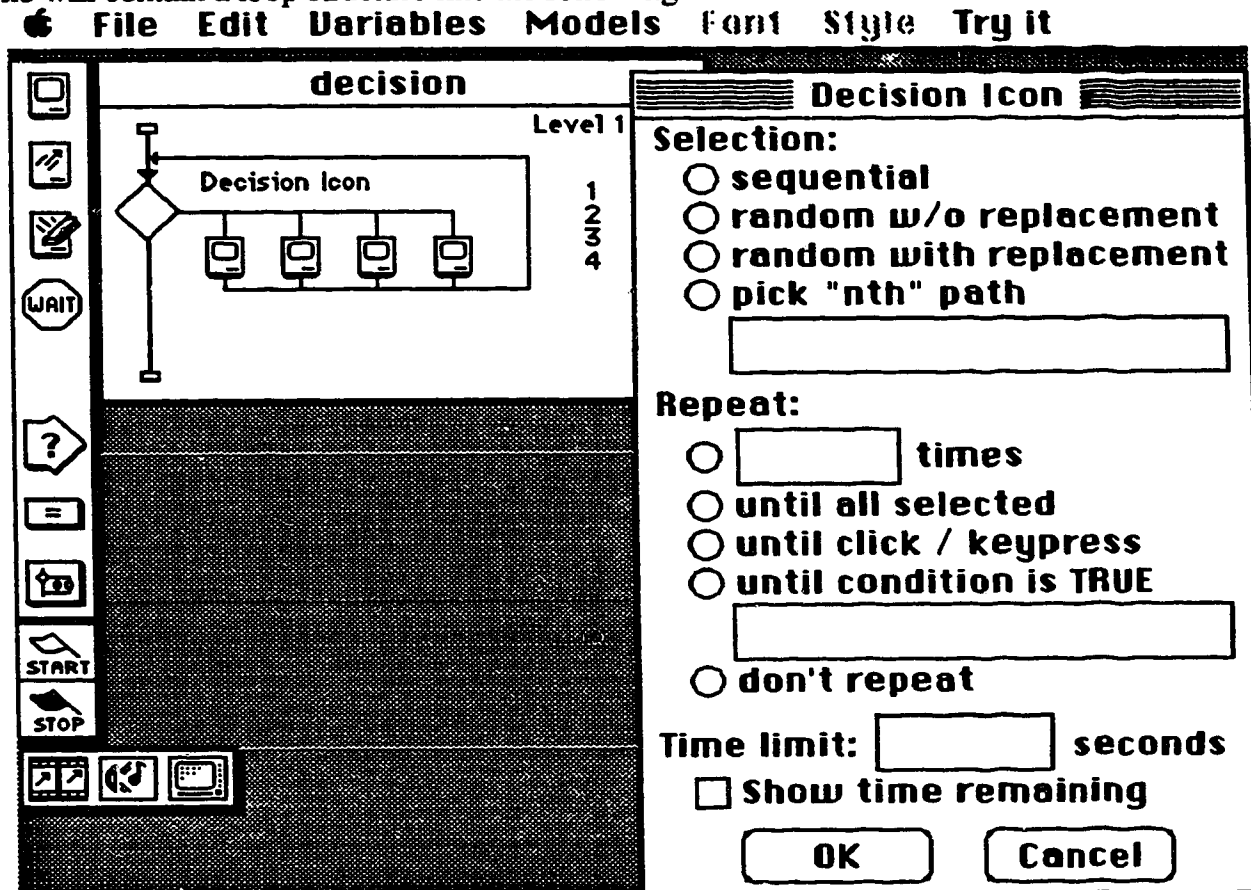 File Edit Variables Models Font Style Try it
decision
Level 1
Decision Icon
1
2
3
4
WAIT
?
=
START
STOP
Decision Icon
Selection:
sequential
random w/o replacement
random with replacement
pick "nth" path
Repeat:
times
until all selected
until click / keypress
until condition is TRUE
don't repeat
Time limit: seconds
Show time remaining
OK Cancel